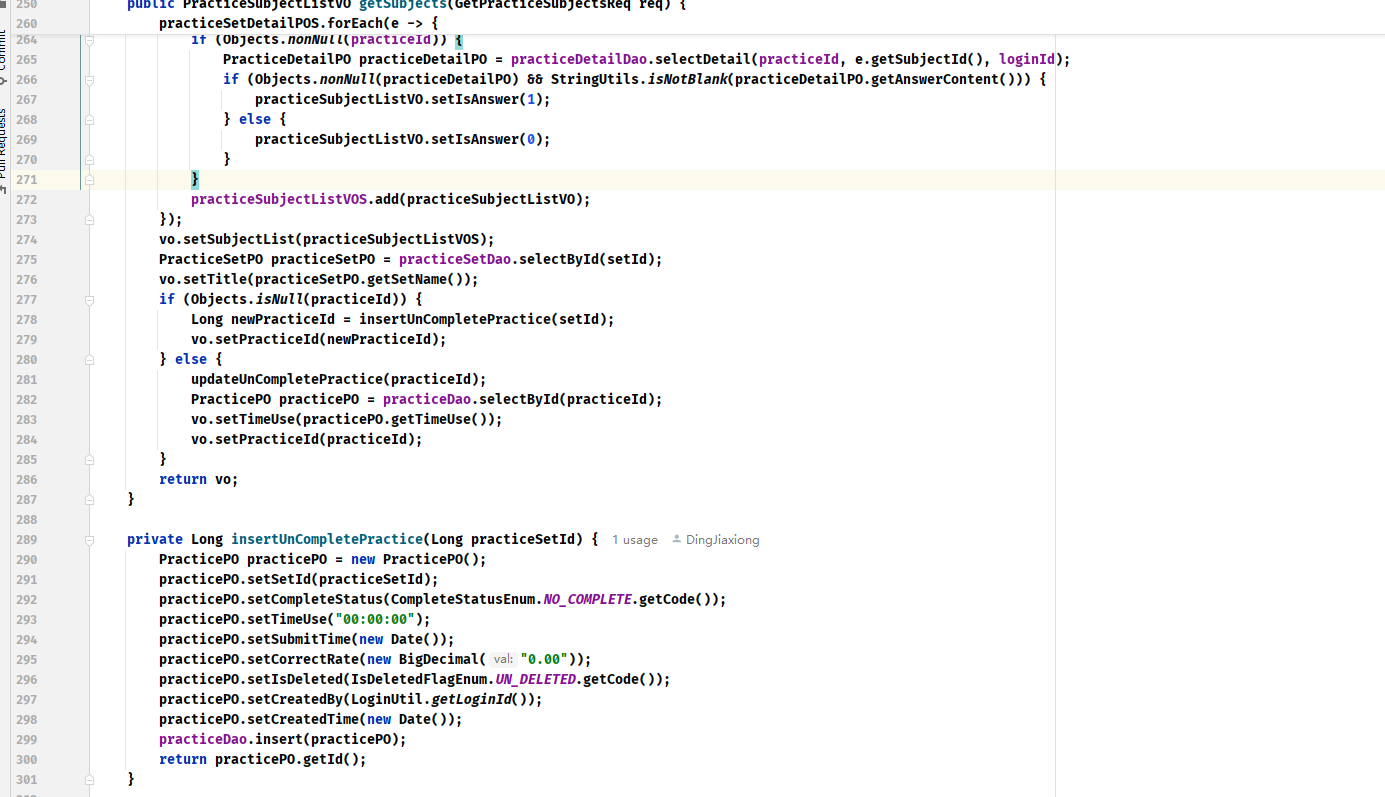 250 public PracticeSubjectListVO getSubjects(GetPracticeSubjectsReq req) {
260 practiceSetDetailPOS.forEach(e -> {
264 if (Objects.nonNull(practiceId)) {
265 PracticeDetailPO practiceDetailPO = practiceDetailDao.selectDetail(practiceId, e.getSubjectId(), loginId);
266 if (Objects.nonNull(practiceDetailPO) && StringUtils.isNotBlank(practiceDetailPO.getAnswerContent())) {
267 practiceSubjectListVO.setIsAnswer(1);
268 } else {
269 practiceSubjectListVO.setIsAnswer(0);
270 }
271 }
272 practiceSubjectListVOS.add(practiceSubjectListVO);
273 });
274 vo.setSubjectList(practiceSubjectListVOS);
275 PracticeSetPO practiceSetPO = practiceSetDao.selectById(setId);
276 vo.setTitle(practiceSetPO.getSetName());
277 if (Objects.isNull(practiceId)) {
278 Long newPracticeId = insertUnCompletePractice(setId);
279 vo.setPracticeId(newPracticeId);
280 } else {
281 updateUnCompletePractice(practiceId);
282 PracticePO practicePO = practiceDao.selectById(practiceId);
283 vo.setTimeUse(practicePO.getTimeUse());
284 vo.setPracticeId(practiceId);
285 }
286 return vo;
287 }
288
289 private Long insertUnCompletePractice(Long practiceSetId) { 1 usage DingJiaxiong
290 PracticePO practicePO = new PracticePO();
291 practicePO.setSetId(practiceSetId);
292 practicePO.setCompleteStatus(CompleteStatusEnum.NO_COMPLETE.getCode());
293 practicePO.setTimeUse("00:00:00");
294 practicePO.setSubmitTime(new Date());
295 practicePO.setCorrectRate(new BigDecimal( val: "0.00"));
296 practicePO.setIsDeleted(IsDeletedFlagEnum.UN_DELETED.getCode());
297 practicePO.setCreatedBy(LoginUtil.getLoginId());
298 practicePO.setCreatedTime(new Date());
299 practiceDao.insert(practicePO);
300 return practicePO.getId();
301 }
Commit
Pull Requests